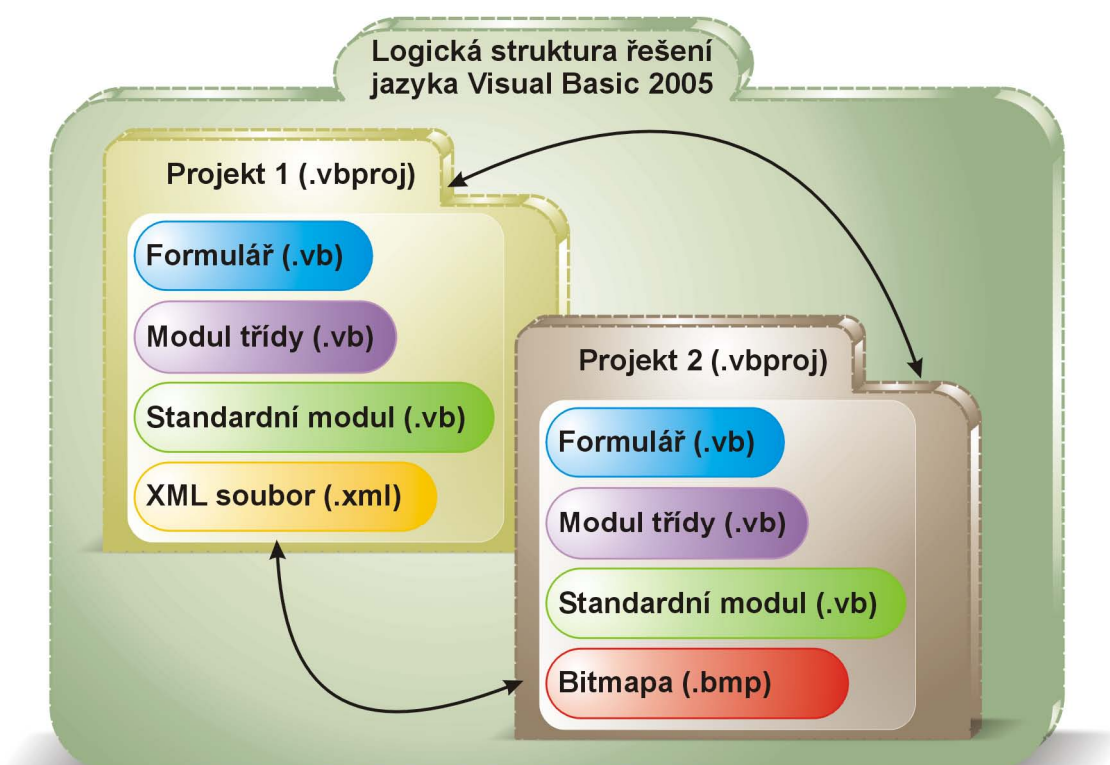 Logická struktura řešení
jazyka Visual Basic 2005
Projekt 1 (.vbproj)
Formulář (.vb)
Modul třídy (.vb)
Standardní modul (.vb)
XML soubor (.xml)
Projekt 2 (.vbproj)
Formulář (.vb)
Modul třídy (.vb)
Standardní modul (.vb)
Bitmapa (.bmp)